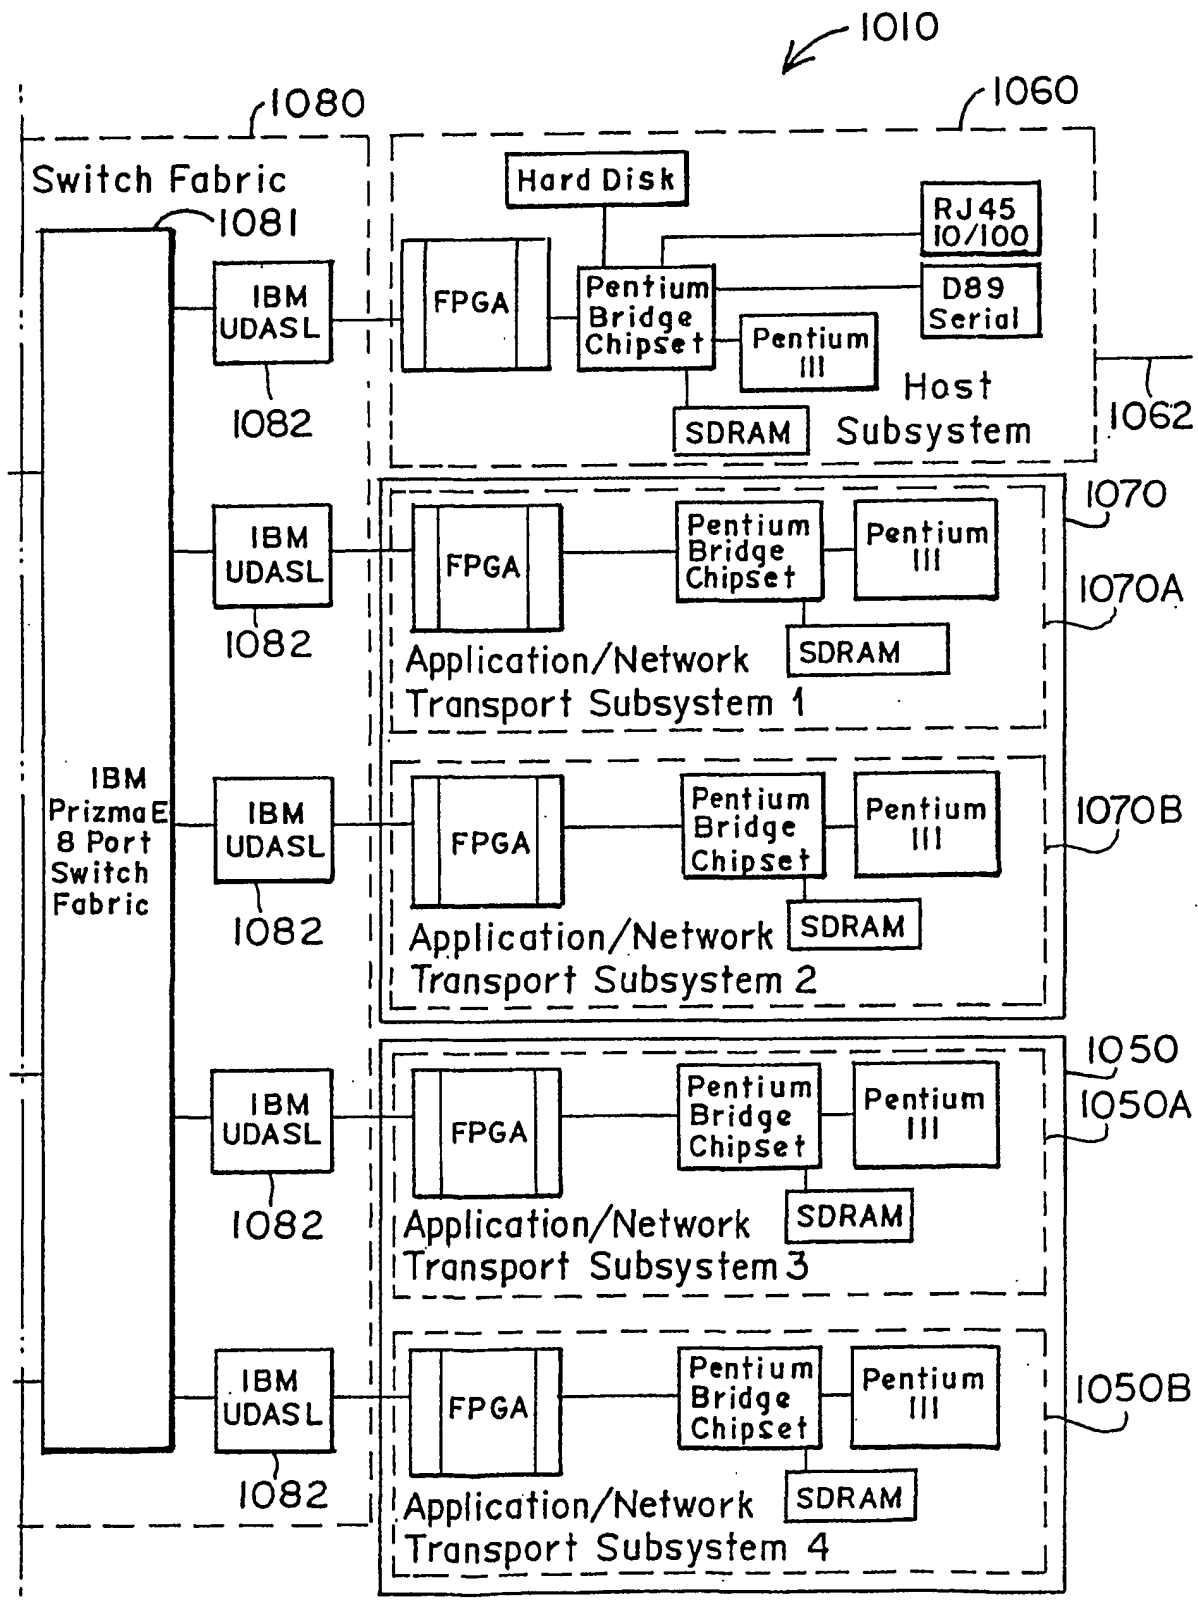 1010
1080
1060
Switch Fabric
1081
Hard Disk
RJ45
10/100
IBM
UDASL
FPGA
Pentium
Bridge
Chipset
D89
Serial
Pentium
III
1082
SDRAM
Host
Subsystem
1062
IBM
UDASL
1082
FPGA
Pentium
Bridge
Chipset
Pentium
III
SDRAM
1070
1070A
Application/Network
Transport Subsystem 1
IBM
PrizmaE
8 Port
Switch
Fabric
IBM
UDASL
1082
FPGA
Pentium
Bridge
Chipset
Pentium
III
SDRAM
1070B
Application/Network
Transport Subsystem 2
IBM
UDASL
1082
FPGA
Pentium
Bridge
Chipset
Pentium
III
SDRAM
1050
1050A
Application/Network
Transport Subsystem 3
IBM
UDASL
1082
FPGA
Pentium
Bridge
Chipset
Pentium
III
SDRAM
1050B
Application/Network
Transport Subsystem 4